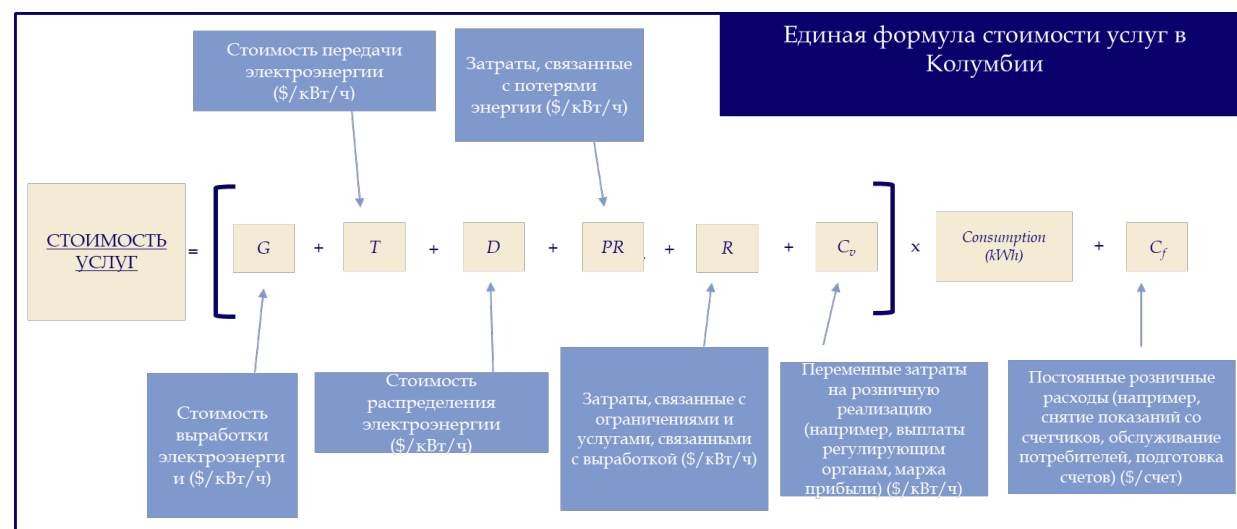 Единая формула стоимости услуг в
Колумбии
Стоимость передачи
электроэнергии
($/кВт/ч)
Затраты, связанные
с потерями
энергии ($/кВт/ч)
СТОИМОСТЬ
УСЛУГ
= [ G + T + D + PR + R + Cᵥ ] x Consumption
(kWh)
+ C_f
Стоимость
выработки
электроэнерги
и ($/кВт/ч)
Стоимость
распределения
электроэнергии
($/кВт/ч)
Затраты, связанные с
ограничениями и
услугами, связанными
с выработкой ($/кВт/ч)
Переменные затраты
на розничную
реализацию
(например, выплаты
регулирующим
органам, маржа
прибыли) ($/кВт/ч)
Постоянные розничные
расходы (например,
снятие показаний со
счетчиков, обслуживание
потребителей, подготовка
счетов) ($/счет)